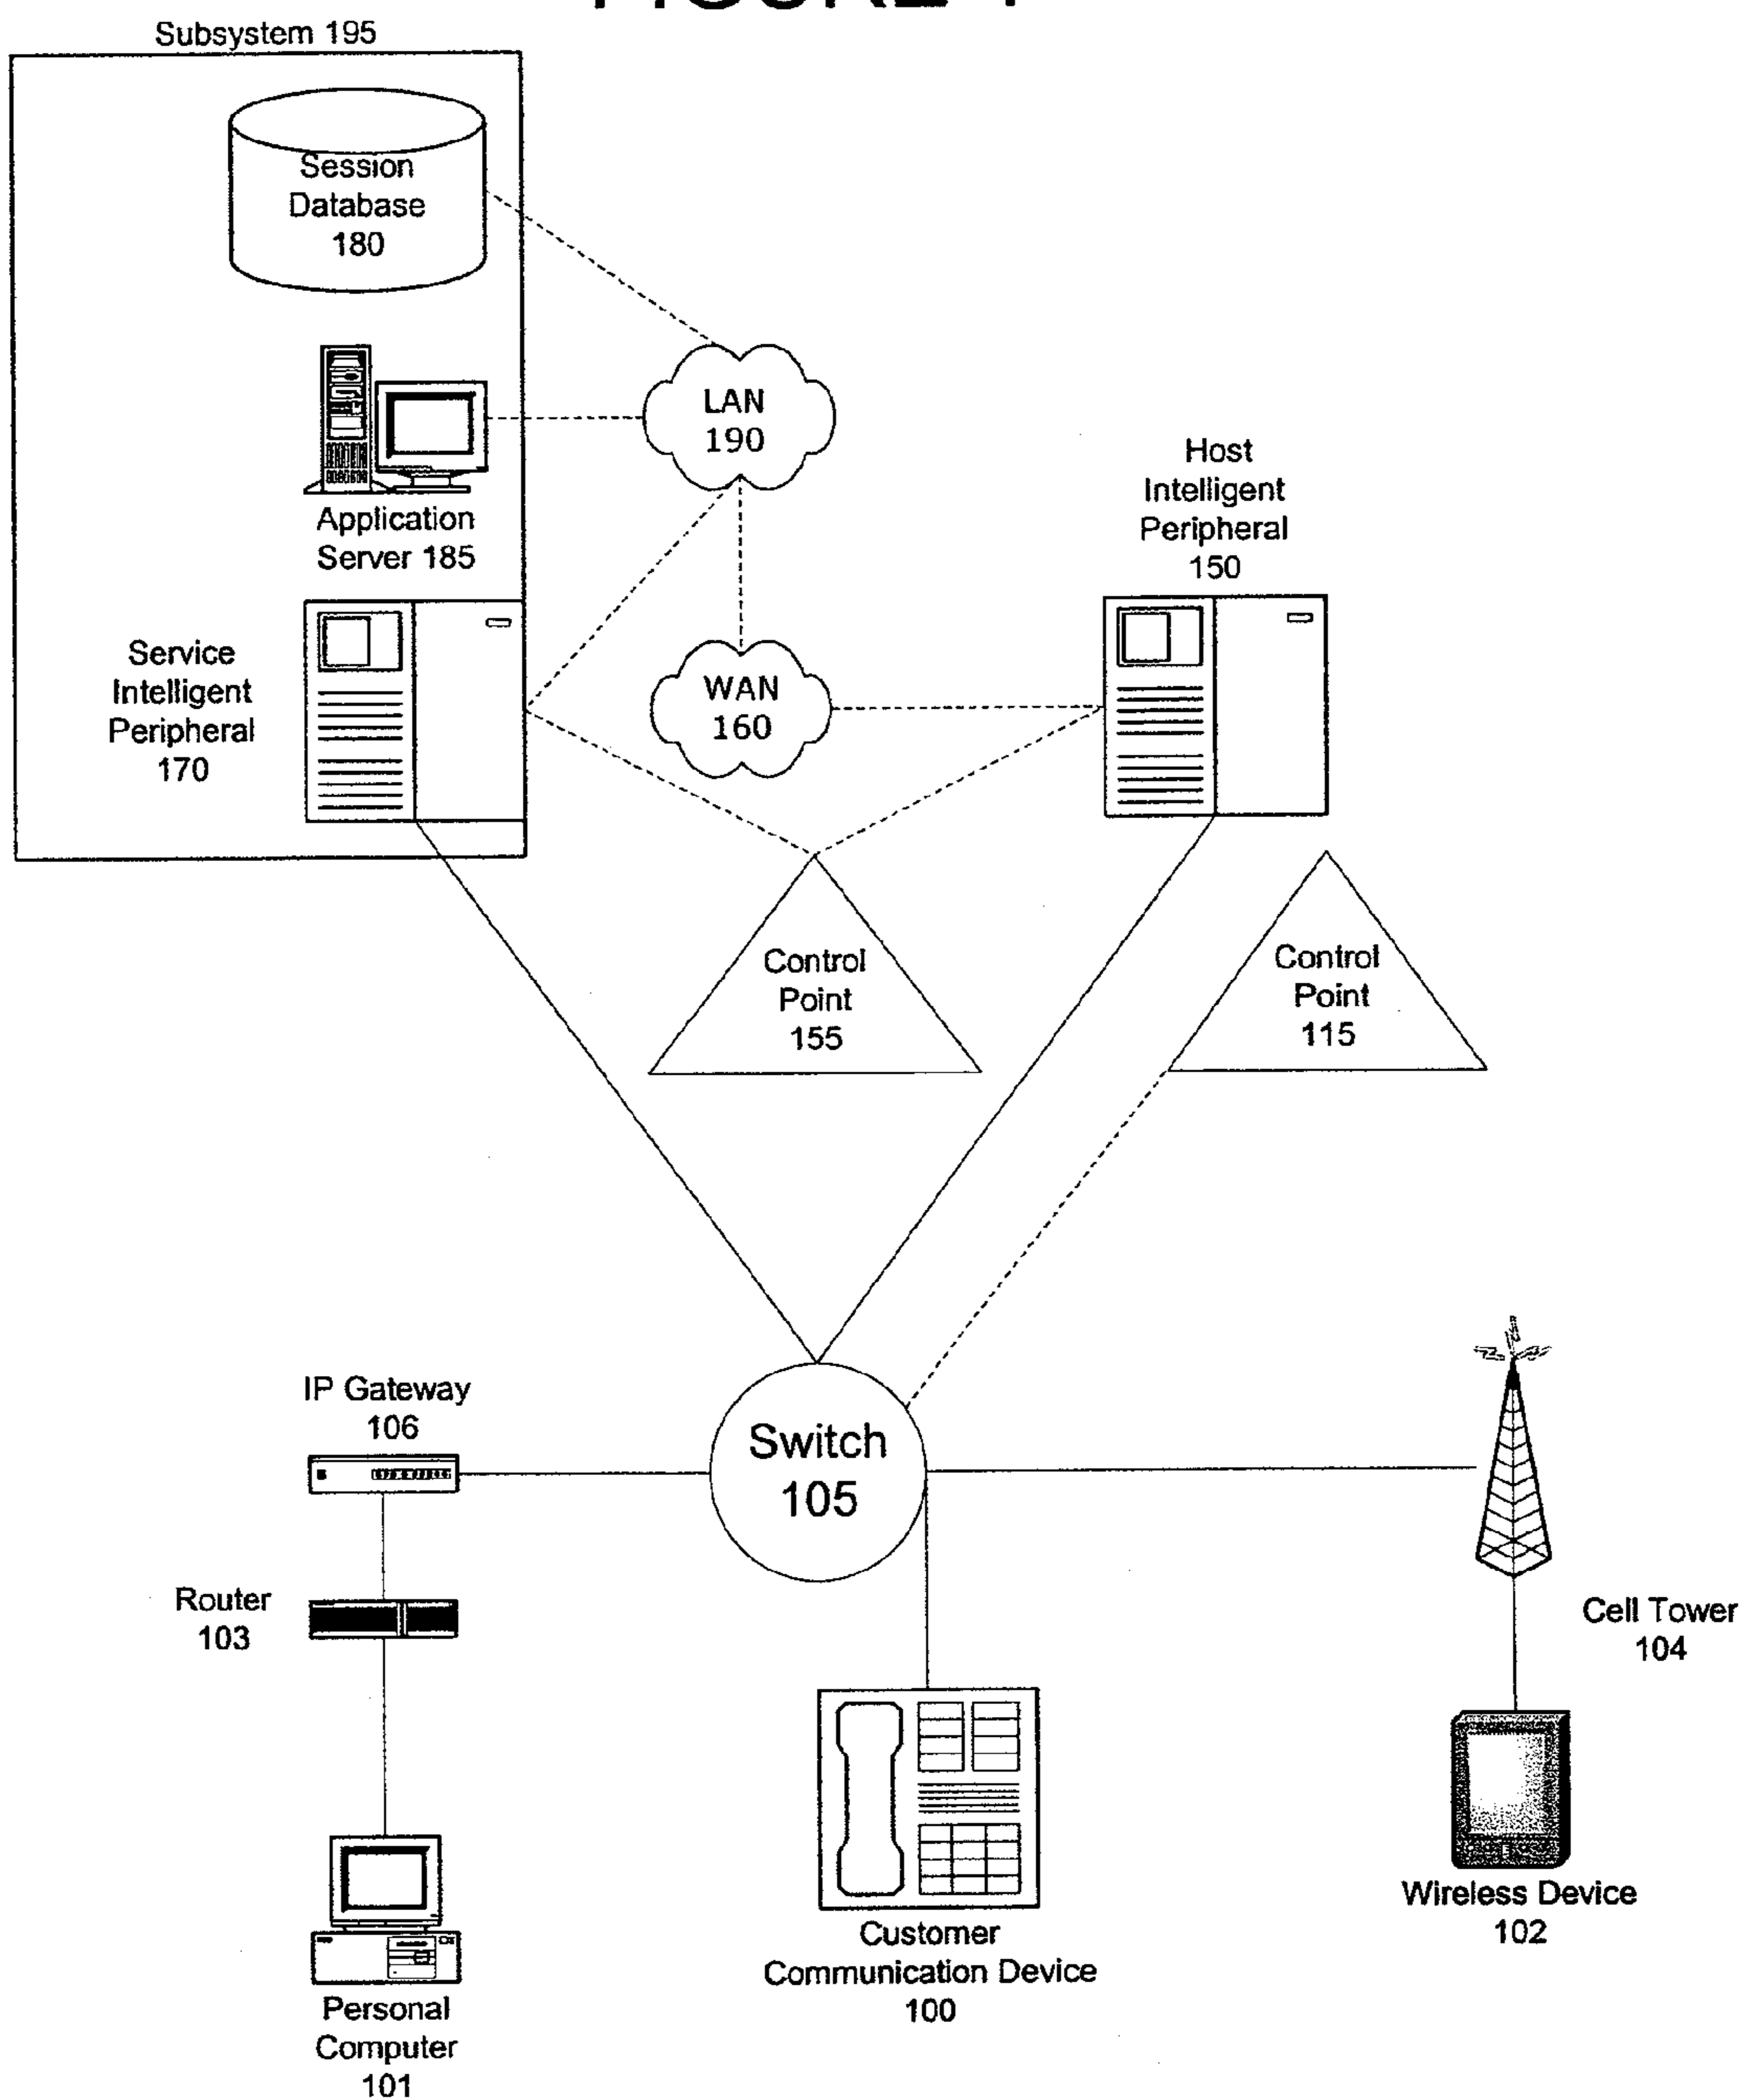 Subsystem 195
Session
Database
180
LAN
190
Application
Server 185
Host
Intelligent
Peripheral
150
Service
Intelligent
Peripheral
170
WAN
160
Control
Point
155
Control
Point
115
IP Gateway
106
Switch
105
Router
103
Cell Tower
104
Wireless Device
102
Customer
Communication Device
100
Personal
Computer
101